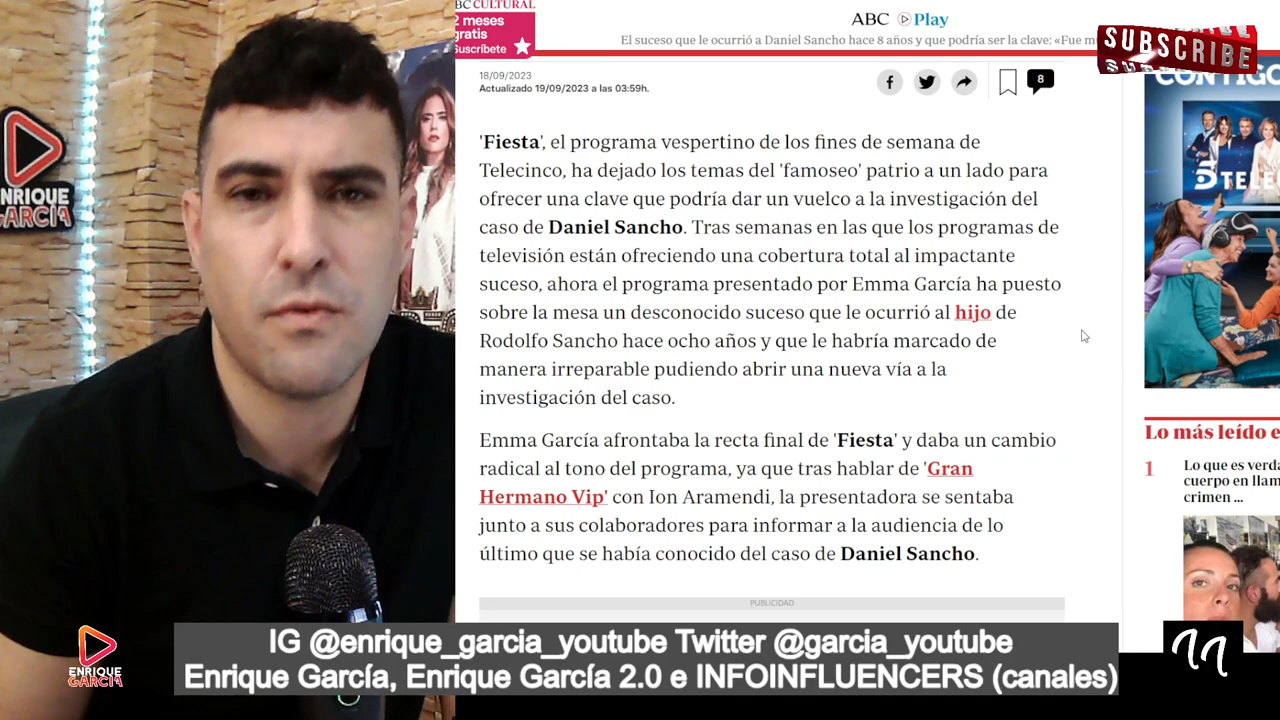 BC CULTURAL
2 meses
gratis
Suscríbete
ABC Play
El suceso que le ocurrió a Daniel Sancho hace 8 años y que podría ser la clave: «Fue m
SUBSCRIBE
18/09/2023
Actualizado 19/09/2023 a las 03:59h.
8
'Fiesta', el programa vespertino de los fines de semana de
Telecinco, ha dejado los temas del 'famoseo' patrio a un lado para
ofrecer una clave que podría dar un vuelco a la investigación del
caso de Daniel Sancho. Tras semanas en las que los programas de
televisión están ofreciendo una cobertura total al impactante
suceso, ahora el programa presentado por Emma García ha puesto
sobre la mesa un desconocido suceso que le ocurrió al hijo de
Rodolfo Sancho hace ocho años y que le habría marcado de
manera irreparable pudiendo abrir una nueva vía a la
investigación del caso.
Emma García afrontaba la recta final de 'Fiesta' y daba un cambio
radical al tono del programa, ya que tras hablar de 'Gran
Hermano Vip' con Ion Aramendi, la presentadora se sentaba
junto a sus colaboradores para informar a la audiencia de lo
último que se había conocido del caso de Daniel Sancho.
PUBLICIDAD
CONTIGO
5 TELE
Lo más leído e
1
Lo que es verda
cuerpo en llam
crimen ...
ENRIQUE
GARCÍA
ENRIQUE
GARCÍA
IG @enrique_garcia_youtube Twitter @garcia_youtube
Enrique García, Enrique García 2.0 e INFOINFLUENCERS (canales)